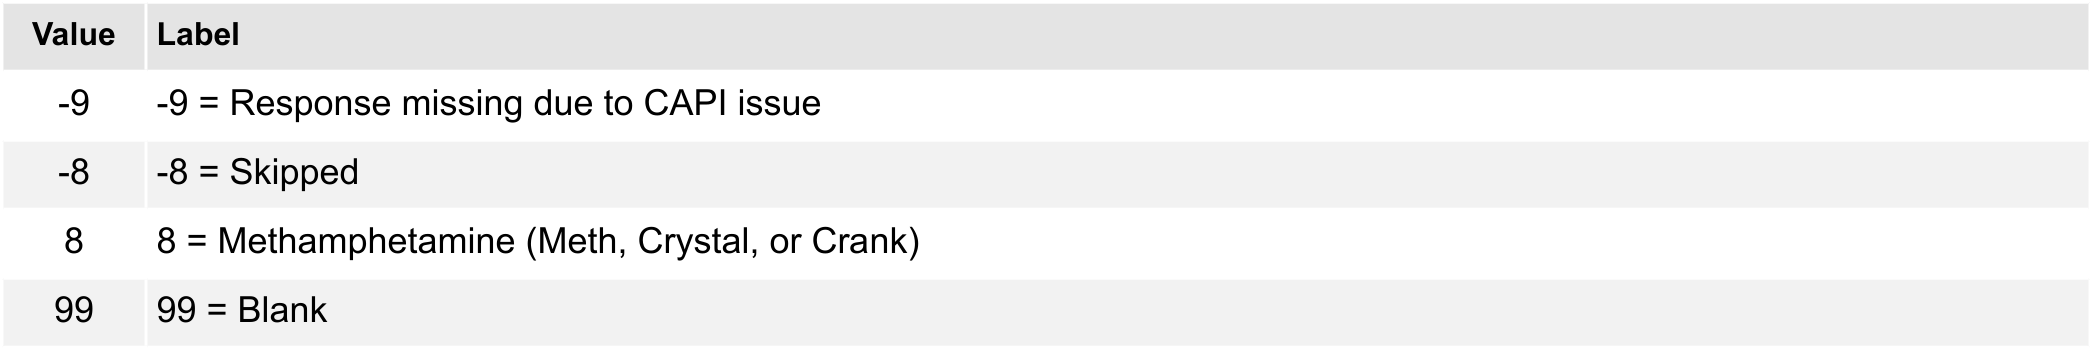 Value Label
-9 -9 = Response missing due to CAPI issue
-8 -8 = Skipped
8 8 = Methamphetamine (Meth, Crystal, or Crank)
99 99 = Blank